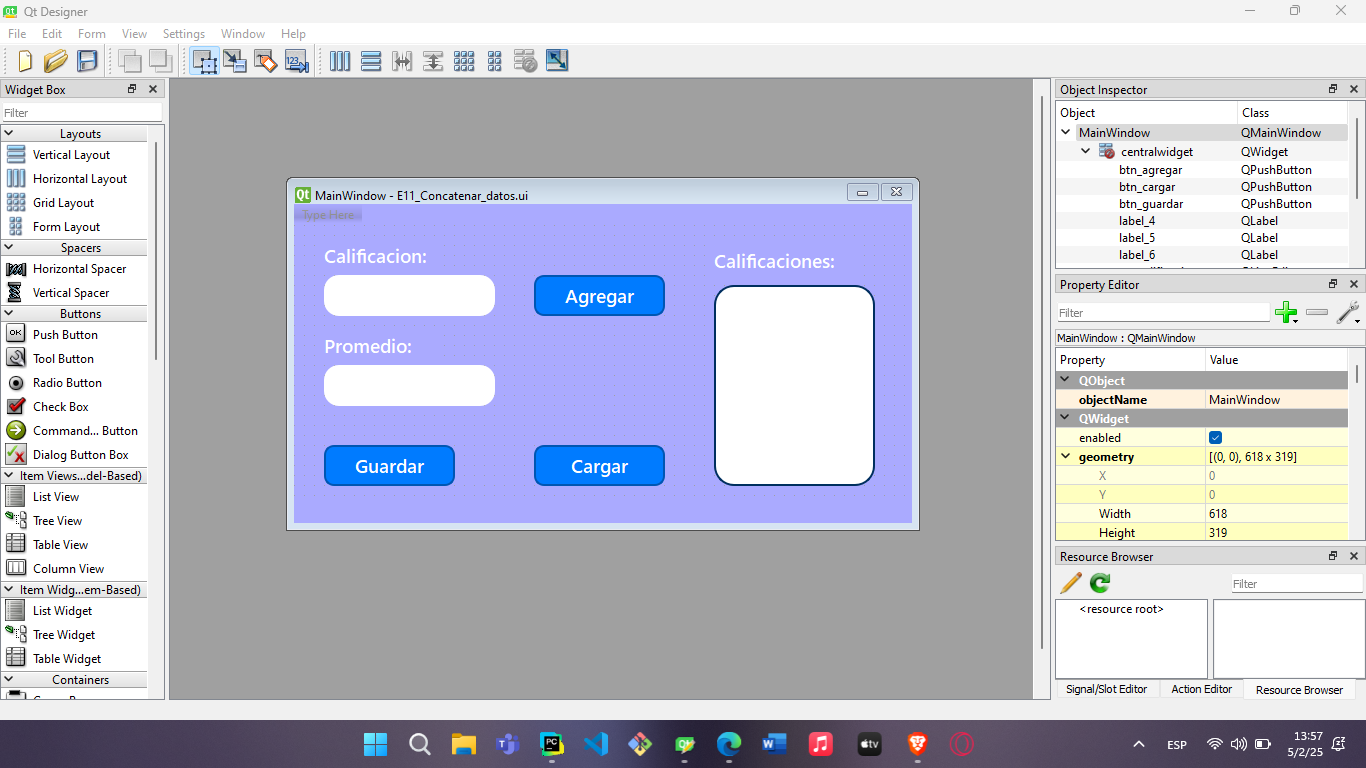 Qt Designer
File Edit Form View Settings Window Help
Widget Box
Filter
Layouts
Vertical Layout
Horizontal Layout
Grid Layout
Form Layout
Spacers
Horizontal Spacer
Vertical Spacer
Buttons
OK Push Button
Tool Button
Radio Button
Check Box
Command... Button
Dialog Button Box
Item Views...del-Based)
List View
Tree View
Table View
Column View
Item Widg...em-Based)
List Widget
Tree Widget
Table Widget
Containers
Qt MainWindow - E11_Concatenar_datos.ui
Type Here
Calificacion:
Agregar
Promedio:
Guardar
Cargar
Calificaciones:
Object Inspector
Object Class
MainWindow QMainWindow
centralwidget QWidget
btn_agregar QPushButton
btn_cargar QPushButton
btn_guardar QPushButton
label_4 QLabel
label_5 QLabel
label_6 QLabel
Property Editor
Filter
MainWindow : QMainWindow
Property Value
QObject
objectName MainWindow
QWidget
enabled
geometry [(0, 0), 618 x 319]
X 0
Y 0
Width 618
Height 319
Resource Browser
Filter
<resource root>
Signal/Slot Editor Action Editor Resource Browser
PC
tv
ESP
13:57
5/2/25